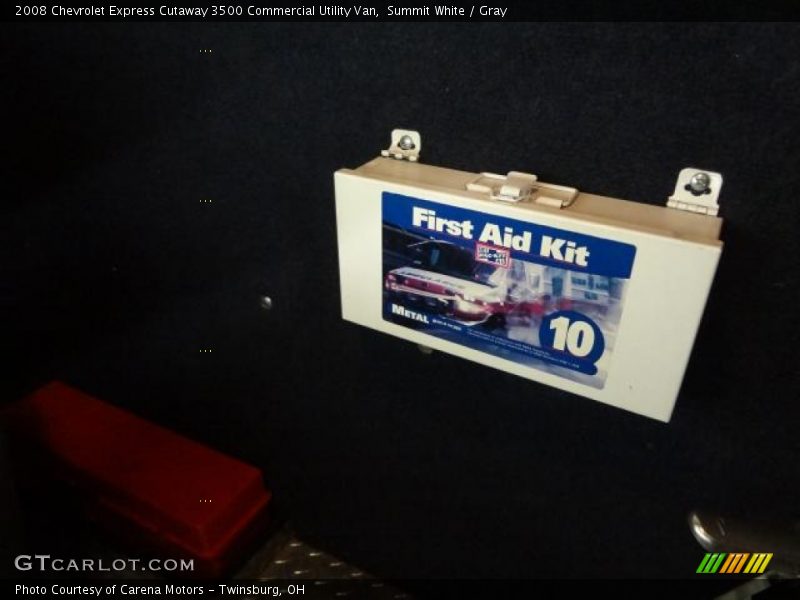 2008 Chevrolet Express Cutaway 3500 Commercial Utility Van,  Summit White / Gray
...
...
...
...
First Aid Kit
METAL
10
GTCARLOT.COM
Photo Courtesy of Carena Motors - Twinsburg, OH